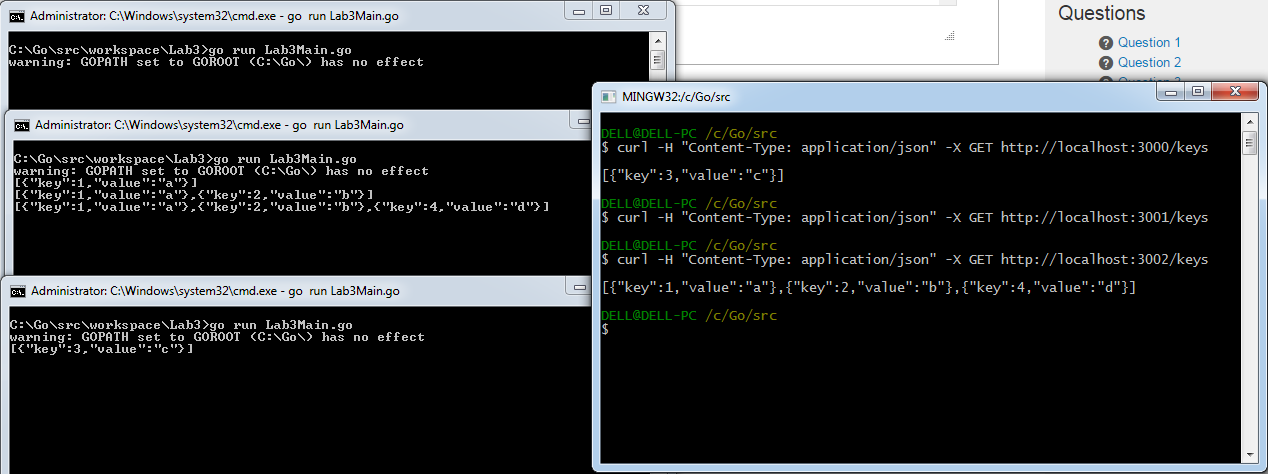 Administrator: C:\Windows\system32\cmd.exe - go  run Lab3Main.go
C:\Go\src\workspace\Lab3>go run Lab3Main.go
warning: GOPATH set to GOROOT (C:\Go\) has no effect
Administrator: C:\Windows\system32\cmd.exe - go  run Lab3Main.go
C:\Go\src\workspace\Lab3>go run Lab3Main.go
warning: GOPATH set to GOROOT (C:\Go\) has no effect
[{"key":1,"value":"a"}]
[{"key":1,"value":"a"},{"key":2,"value":"b"}]
[{"key":1,"value":"a"},{"key":2,"value":"b"},{"key":4,"value":"d"}]
Administrator: C:\Windows\system32\cmd.exe - go  run Lab3Main.go
C:\Go\src\workspace\Lab3>go run Lab3Main.go
warning: GOPATH set to GOROOT (C:\Go\) has no effect
[{"key":3,"value":"c"}]
Questions
Question 1
Question 2
MINGW32:/c/Go/src
DELL@DELL-PC /c/Go/src
$ curl -H "Content-Type: application/json" -X GET http://localhost:3000/keys
[{"key":3,"value":"c"}]
DELL@DELL-PC /c/Go/src
$ curl -H "Content-Type: application/json" -X GET http://localhost:3001/keys
DELL@DELL-PC /c/Go/src
$ curl -H "Content-Type: application/json" -X GET http://localhost:3002/keys
[{"key":1,"value":"a"},{"key":2,"value":"b"},{"key":4,"value":"d"}]
DELL@DELL-PC /c/Go/src
$